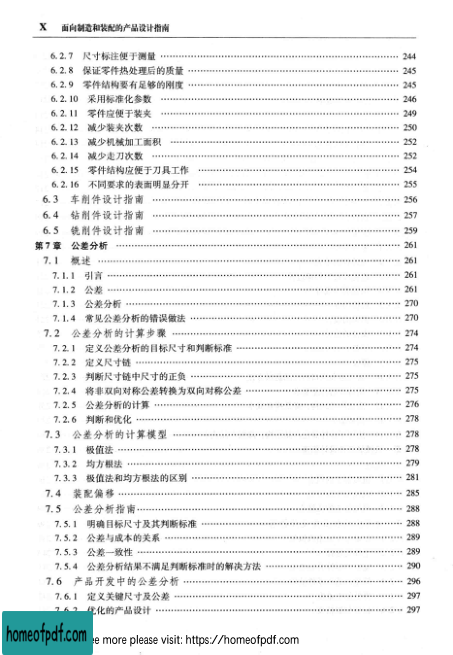 X 面向制造和装配的产品设计指南
6.2.7 尺寸标注便于测量 244
6.2.8 保证零件热处理后的质量 245
6.2.9 零件结构要有足够的刚度 245
6.2.10 采用标准化参数 246
6.2.11 零件应便于装夹 249
6.2.12 减少装夹次数 250
6.2.13 减少机械加工面积 252
6.2.14 减少走刀次数 252
6.2.15 零件结构应便于刀具工作 254
6.2.16 不同要求的表面明显分开 255
6.3 车削件设计指南 256
6.4 钻削件设计指南 257
6.5 铣削件设计指南 259
第7章 公差分析 261
7.1 概述 261
7.1.1 引言 261
7.1.2 公差 261
7.1.3 公差分析 270
7.1.4 常见公差分析的错误做法 270
7.2 公差分析的计算步骤 274
7.2.1 定义公差分析的目标尺寸和判断标准 274
7.2.2 定义尺寸链 275
7.2.3 判断尺寸链中尺寸的正负 275
7.2.4 将非双向对称公差转换为双向对称公差 275
7.2.5 公差分析的计算 276
7.2.6 判断和优化 278
7.3 公差分析的计算模型 278
7.3.1 极值法 278
7.3.2 均方根法 279
7.3.3 极值法和均方根法的区别 281
7.4 装配偏移 285
7.5 公差分析指南 288
7.5.1 明确目标尺寸及其判断标准 288
7.5.2 公差与成本的关系 289
7.5.3 公差一致性 289
7.5.4 公差分析结果不满足判断标准时的解决方法 290
7.6 产品开发中的公差分析 296
7.6.1 定义关键尺寸及公差 297
7.6.2 优化的产品设计 297
homeofpdf.com
ee more please visit: https://homeofpdf.com